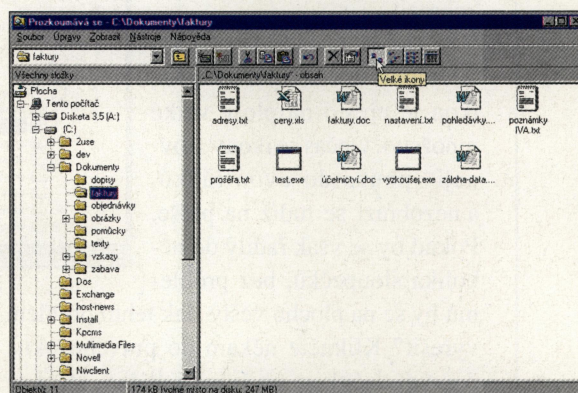 Prozkoumává se - C:\Dokumenty\faktury
Soubor Úpravy Zobrazit Nástroje Nápověda
faktury
Všechny složky
„C:\Dokumenty\faktury" - obsah
Velké ikony
Plocha
Tento počítač
Disketa 3,5 (A:)
(C:)
2use
dev
Dokumenty
dopisy
faktury
objednávky
obrázky
pomůcky
texty
vzkazy
zabava
Dos
Exchange
host-news
Install
Kpcms
Multimedia Files
Novell
Nwclient
adresy.txt ceny.xls faktury.doc nastavení.txt pohledávky.... poznámky IVA.txt
prošéfa.txt test.exe účetnictví.doc vyzkoušej.exe záloha-data....
Objektů: 11
174 kB (volné místo na disku: 247 MB)